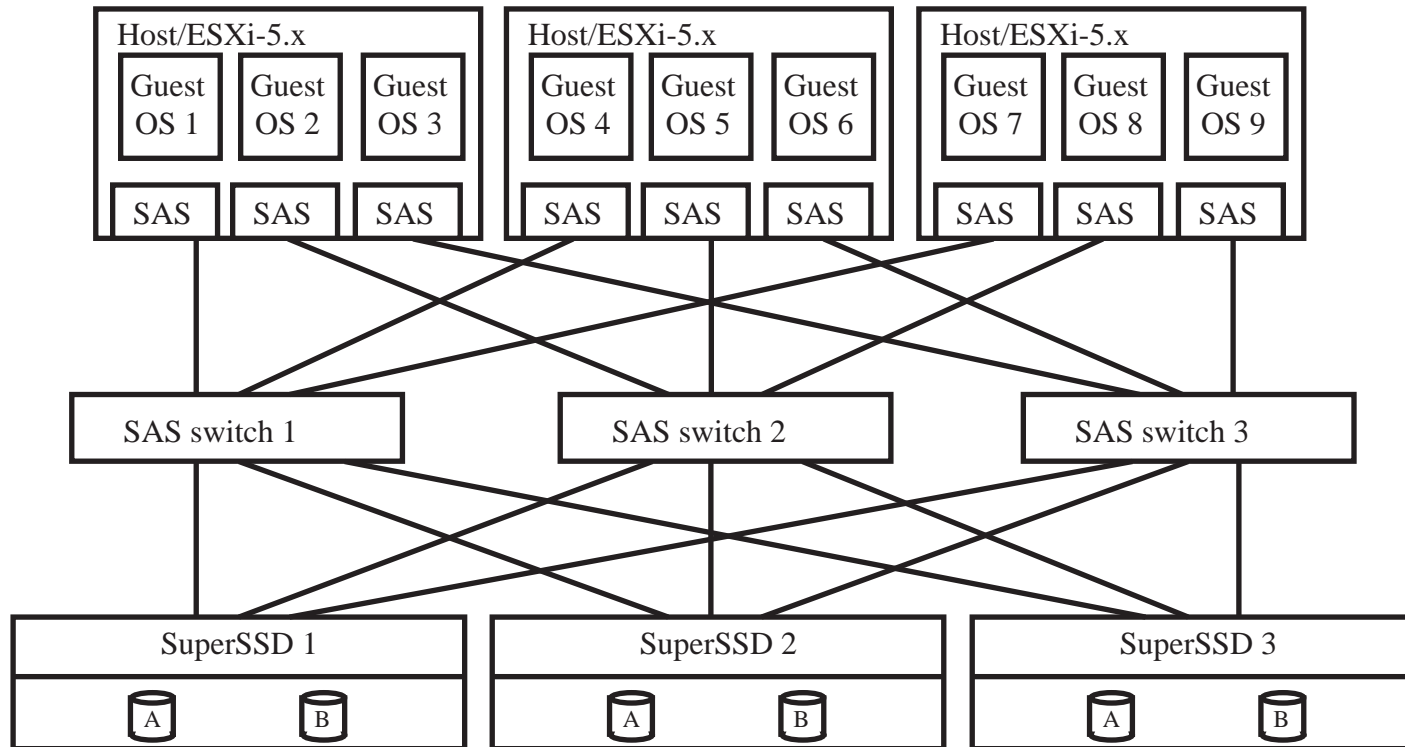 Host/ESXi-5.x
Guest
OS 1
Guest
OS 2
Guest
OS 3
SAS
SAS
SAS
Host/ESXi-5.x
Guest
OS 4
Guest
OS 5
Guest
OS 6
SAS
SAS
SAS
Host/ESXi-5.x
Guest
OS 7
Guest
OS 8
Guest
OS 9
SAS
SAS
SAS
SAS switch 1
SAS switch 2
SAS switch 3
SuperSSD 1
A
B
SuperSSD 2
A
B
SuperSSD 3
A
B